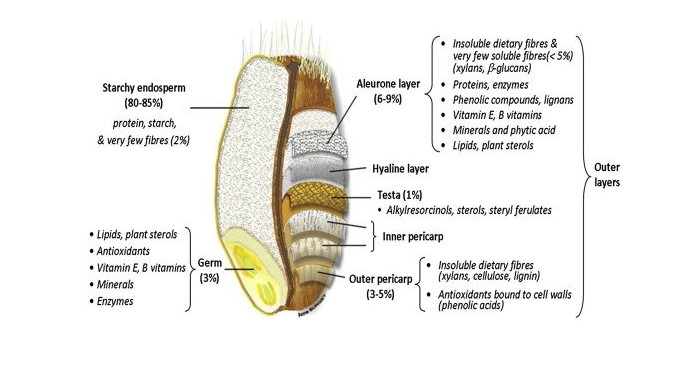 Starchy endosperm
(80-85%)
protein, starch,
& very few fibres (2%)
• Lipids, plant sterols
• Antioxidants
• Vitamin E, B vitamins
• Minerals
• Enzymes
Germ
(3%)
Aleurone layer
(6-9%)
• Insoluble dietary fibres &
very few soluble fibres(< 5%)
(xylans, β-glucans)
• Proteins, enzymes
• Phenolic compounds, lignans
• Vitamin E, B vitamins
• Minerals and phytic acid
• Lipids, plant sterols
Hyaline layer
Testa (1%)
• Alkylresorcinols, sterols, steryl ferulates
Inner pericarp
Outer pericarp
(3-5%)
• Insoluble dietary fibres
(xylans, cellulose, lignin)
• Antioxidants bound to cell walls
(phenolic acids)
Outer
layers